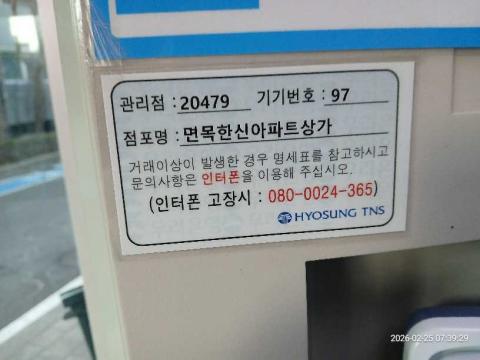 관리점 : 20479 기기번호 : 97
점포명 : 면목한신아파트상가
거래이상이 발생한 경우 명세표를 참고하시고
문의사항은 인터폰을 이용해 주십시오.
(인터폰 고장시 : 080-0024-365)
HYOSUNG TNS
2026-02-25 07:39:29